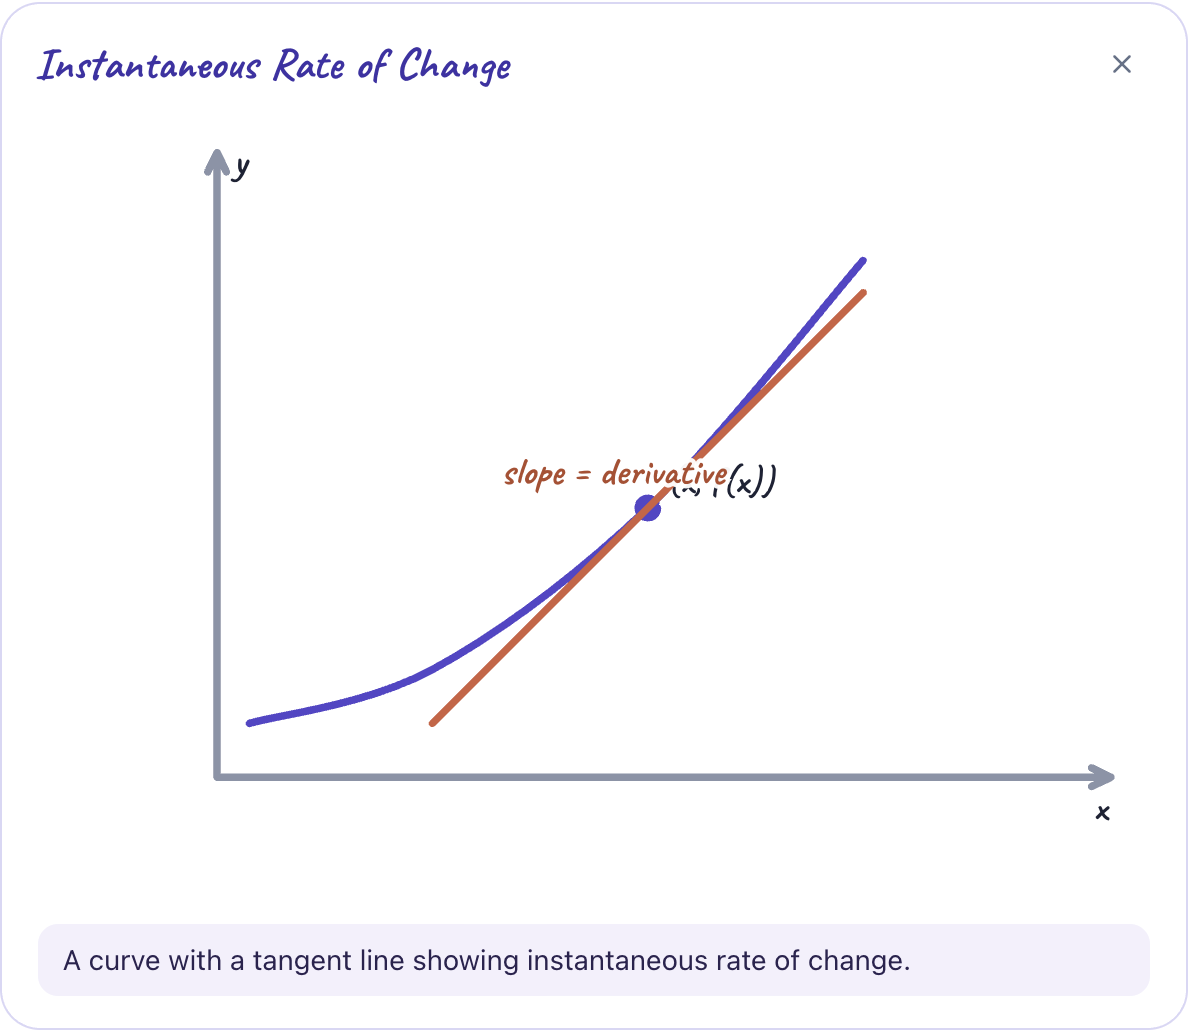 Instantaneous Rate of Change
y
slope = derivative
(x))
x
A curve with a tangent line showing instantaneous rate of change.